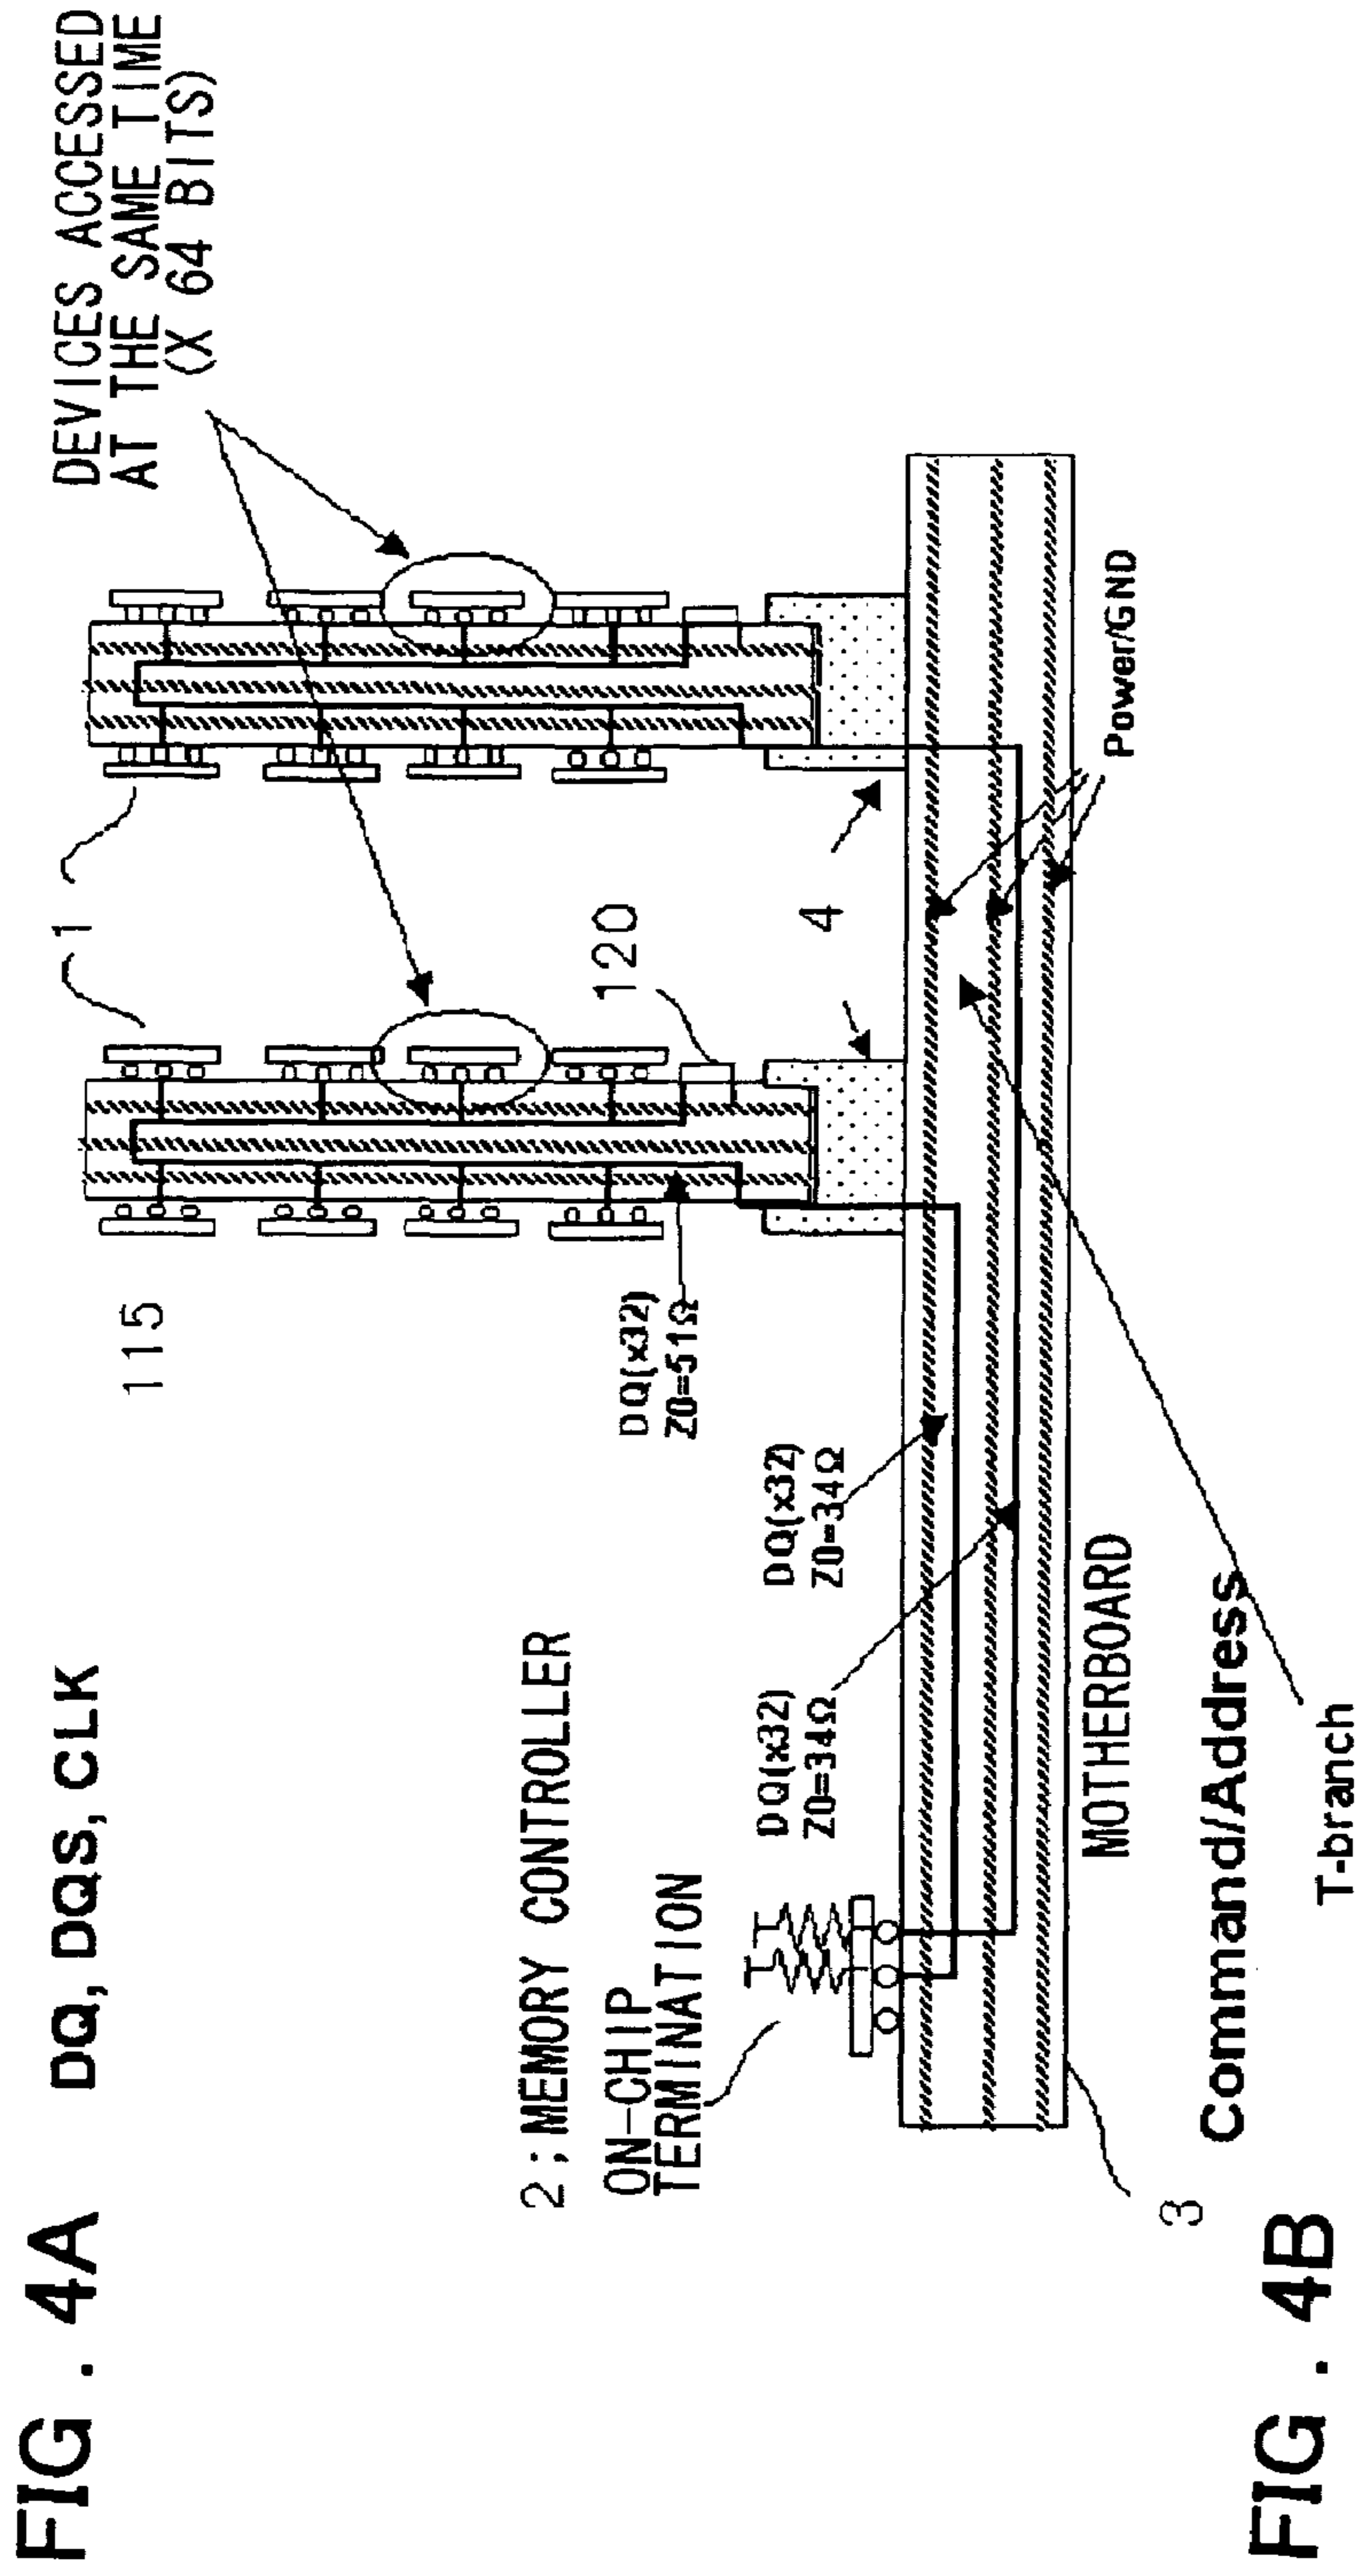 FIG. 4A
DQ, DQS, CLK
DEVICES ACCESSED
AT THE SAME TIME
(X 64 BITS)
1
115
120
4
DQ(x32)
Z0=51Ω
2;MEMORY CONTROLLER
ON-CHIP
TERMINATION
DQ(x32)
Z0=34Ω
DQ(x32)
Z0=34Ω
Power/GND
MOTHERBOARD
3
FIG. 4B
Command/Address
T-branch